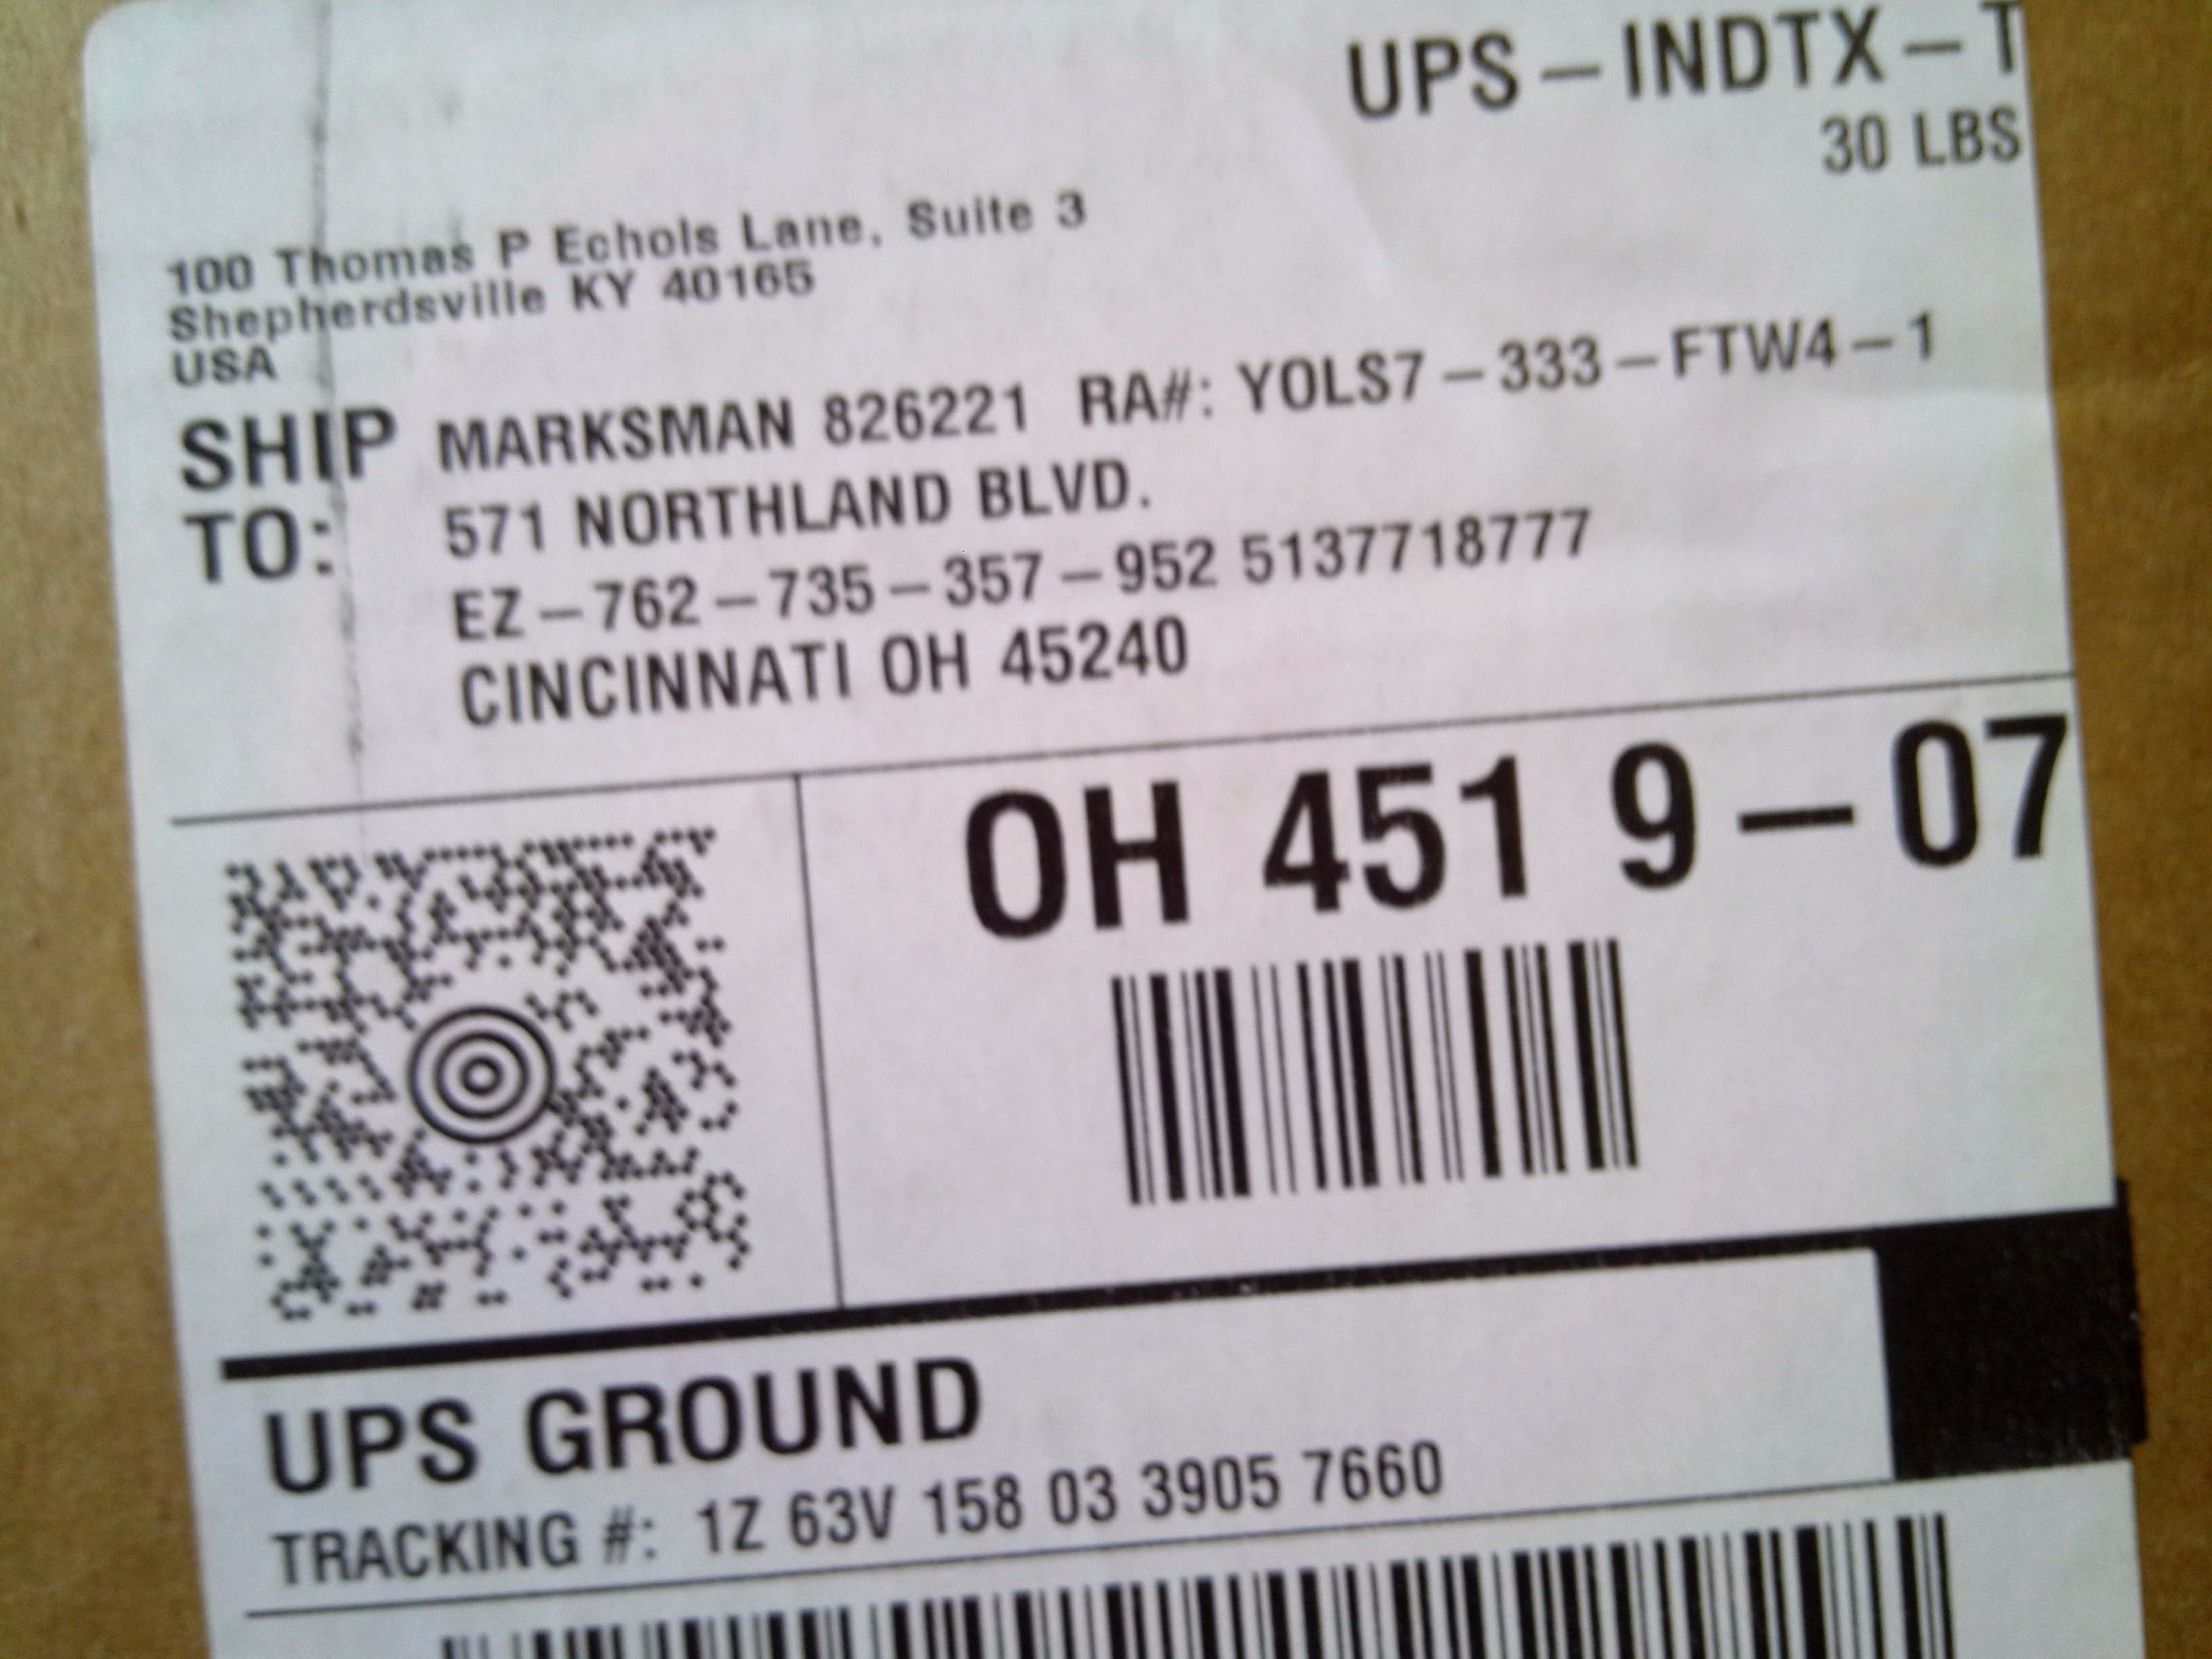 UPS-INDTX-T
30 LBS
100 Thomas P Echols Lane, Suite 3
Shepherdsville KY 40165
USA
SHIP TO: MARKSMAN 826221 RA#: YOLS7-333-FTW4-1
571 NORTHLAND BLVD.
EZ-762-735-357-952 5137718777
CINCINNATI OH 45240
OH 451 9-07
UPS GROUND
TRACKING #: 1Z 63V 158 03 3905 7660